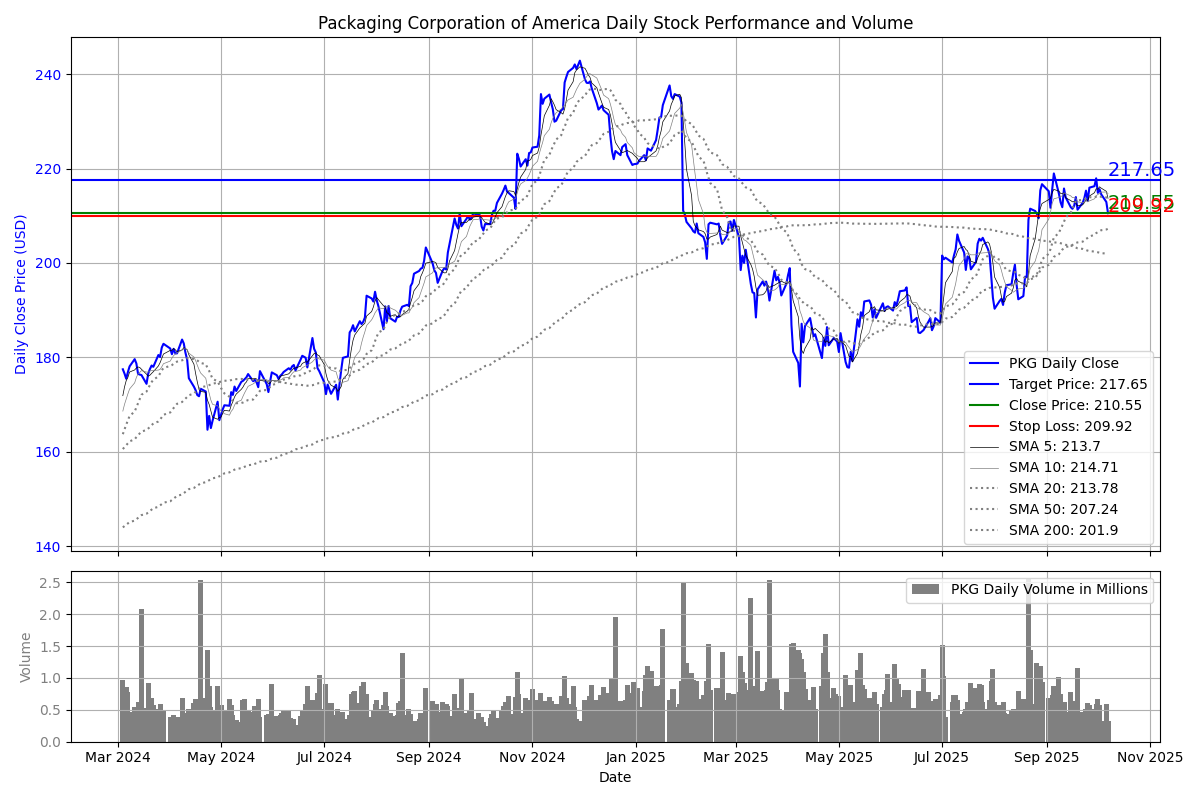 Packaging Corporation of America Daily Stock Performance and Volume
Daily Close Price (USD)
240
220
200
180
160
140
217.65
210.55
209.92
PKG Daily Close
Target Price: 217.65
Close Price: 210.55
Stop Loss: 209.92
SMA 5: 213.7
SMA 10: 214.71
SMA 20: 213.78
SMA 50: 207.24
SMA 200: 201.9
Volume
2.5
2.0
1.5
1.0
0.5
0.0
PKG Daily Volume in Millions
Mar 2024 May 2024 Jul 2024 Sep 2024 Nov 2024 Jan 2025 Mar 2025 May 2025 Jul 2025 Sep 2025 Nov 2025
Date